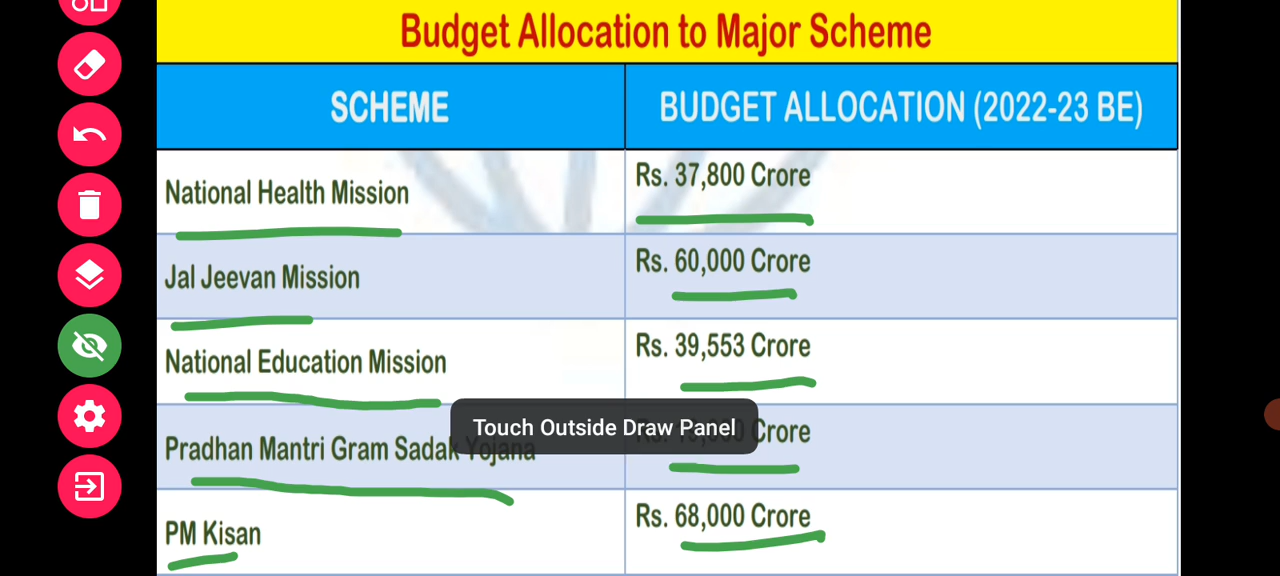 Budget Allocation to Major Scheme
SCHEME BUDGET ALLOCATION (2022-23 BE)
National Health Mission Rs. 37,800 Crore
Jal Jeevan Mission Rs. 60,000 Crore
National Education Mission Rs. 39,553 Crore
Touch Outside Draw Panel
Pradhan Mantri Gram Sadak Yojana Crore
PM Kisan Rs. 68,000 Crore